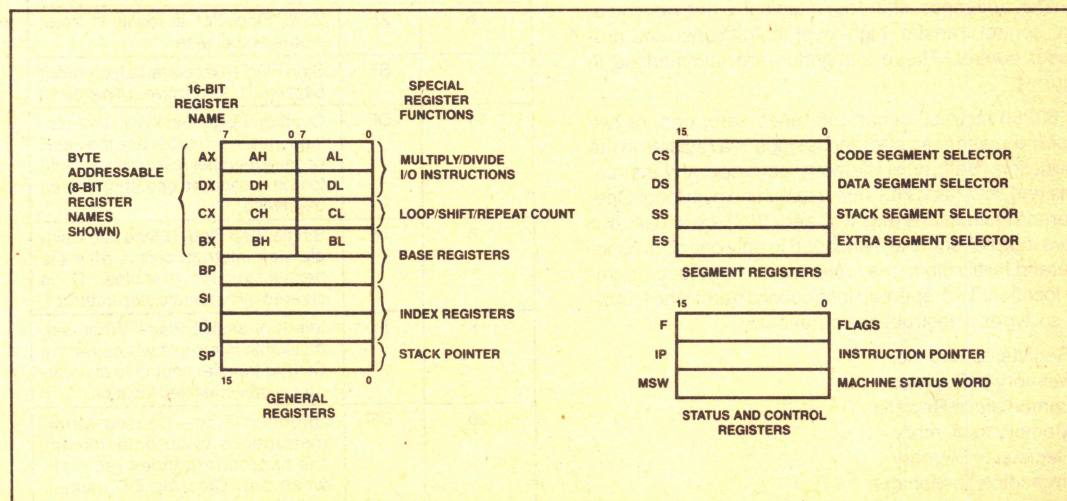 16-BIT
REGISTER
NAME
SPECIAL
REGISTER
FUNCTIONS
7 0 7 0
BYTE
ADDRESSABLE
(8-BIT
REGISTER
NAMES
SHOWN)
AX AH AL
DX DH DL
CX CH CL
BX BH BL
BP
SI
DI
SP
15 0
MULTIPLY/DIVIDE
I/O INSTRUCTIONS
LOOP/SHIFT/REPEAT COUNT
BASE REGISTERS
INDEX REGISTERS
STACK POINTER
GENERAL
REGISTERS
15 0
CS CODE SEGMENT SELECTOR
DS DATA SEGMENT SELECTOR
SS STACK SEGMENT SELECTOR
ES EXTRA SEGMENT SELECTOR
SEGMENT REGISTERS
15 0
F FLAGS
IP INSTRUCTION POINTER
MSW MACHINE STATUS WORD
STATUS AND CONTROL
REGISTERS